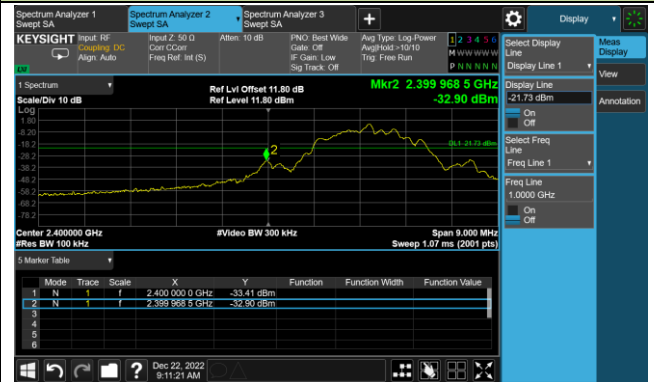 Spectrum Analyzer 1
Swept SA
Spectrum Analyzer 2
Swept SA
Spectrum Analyzer 3
Swept SA
+
Display
KEYSIGHT
Input: RF
Coupling: DC
Align: Auto
Input Z: 50 Ω
Corr CCorr
Freq Ref: Int (S)
Atten: 10 dB
PNO: Best Wide
Gate: Off
IF Gain: Low
Sig Track: Off
Avg Type: Log-Power
Avg|Hold:>10/10
Trig: Free Run
1 2 3 4 5 6
M W W W W W
P N N N N N
LXI
1 Spectrum
Scale/Div 10 dB
Ref Lvl Offset 11.80 dB
Ref Level 11.80 dBm
Mkr2 2.399 968 5 GHz
-32.90 dBm
Log
1.80
-8.20
-18.2
-28.2
-38.2
-48.2
-58.2
-68.2
-78.2
2
DL1 -21.73 dBm
Center 2.400000 GHz
#Res BW 100 kHz
#Video BW 300 kHz
Span 9.000 MHz
Sweep 1.07 ms (2001 pts)
5 Marker Table
Mode Trace Scale X Y Function Function Width Function Value
1 N 1 f 2.400 000 0 GHz -33.41 dBm
2 N 1 f 2.399 968 5 GHz -32.90 dBm
3
4
5
6
Dec 22, 2022
9:11:21 AM
Select Display
Line
Display Line 1
Display Line
-21.73 dBm
On
Off
Select Freq
Line
Freq Line 1
Freq Line
1.0000 GHz
On
Off
Meas
Display
View
Annotation